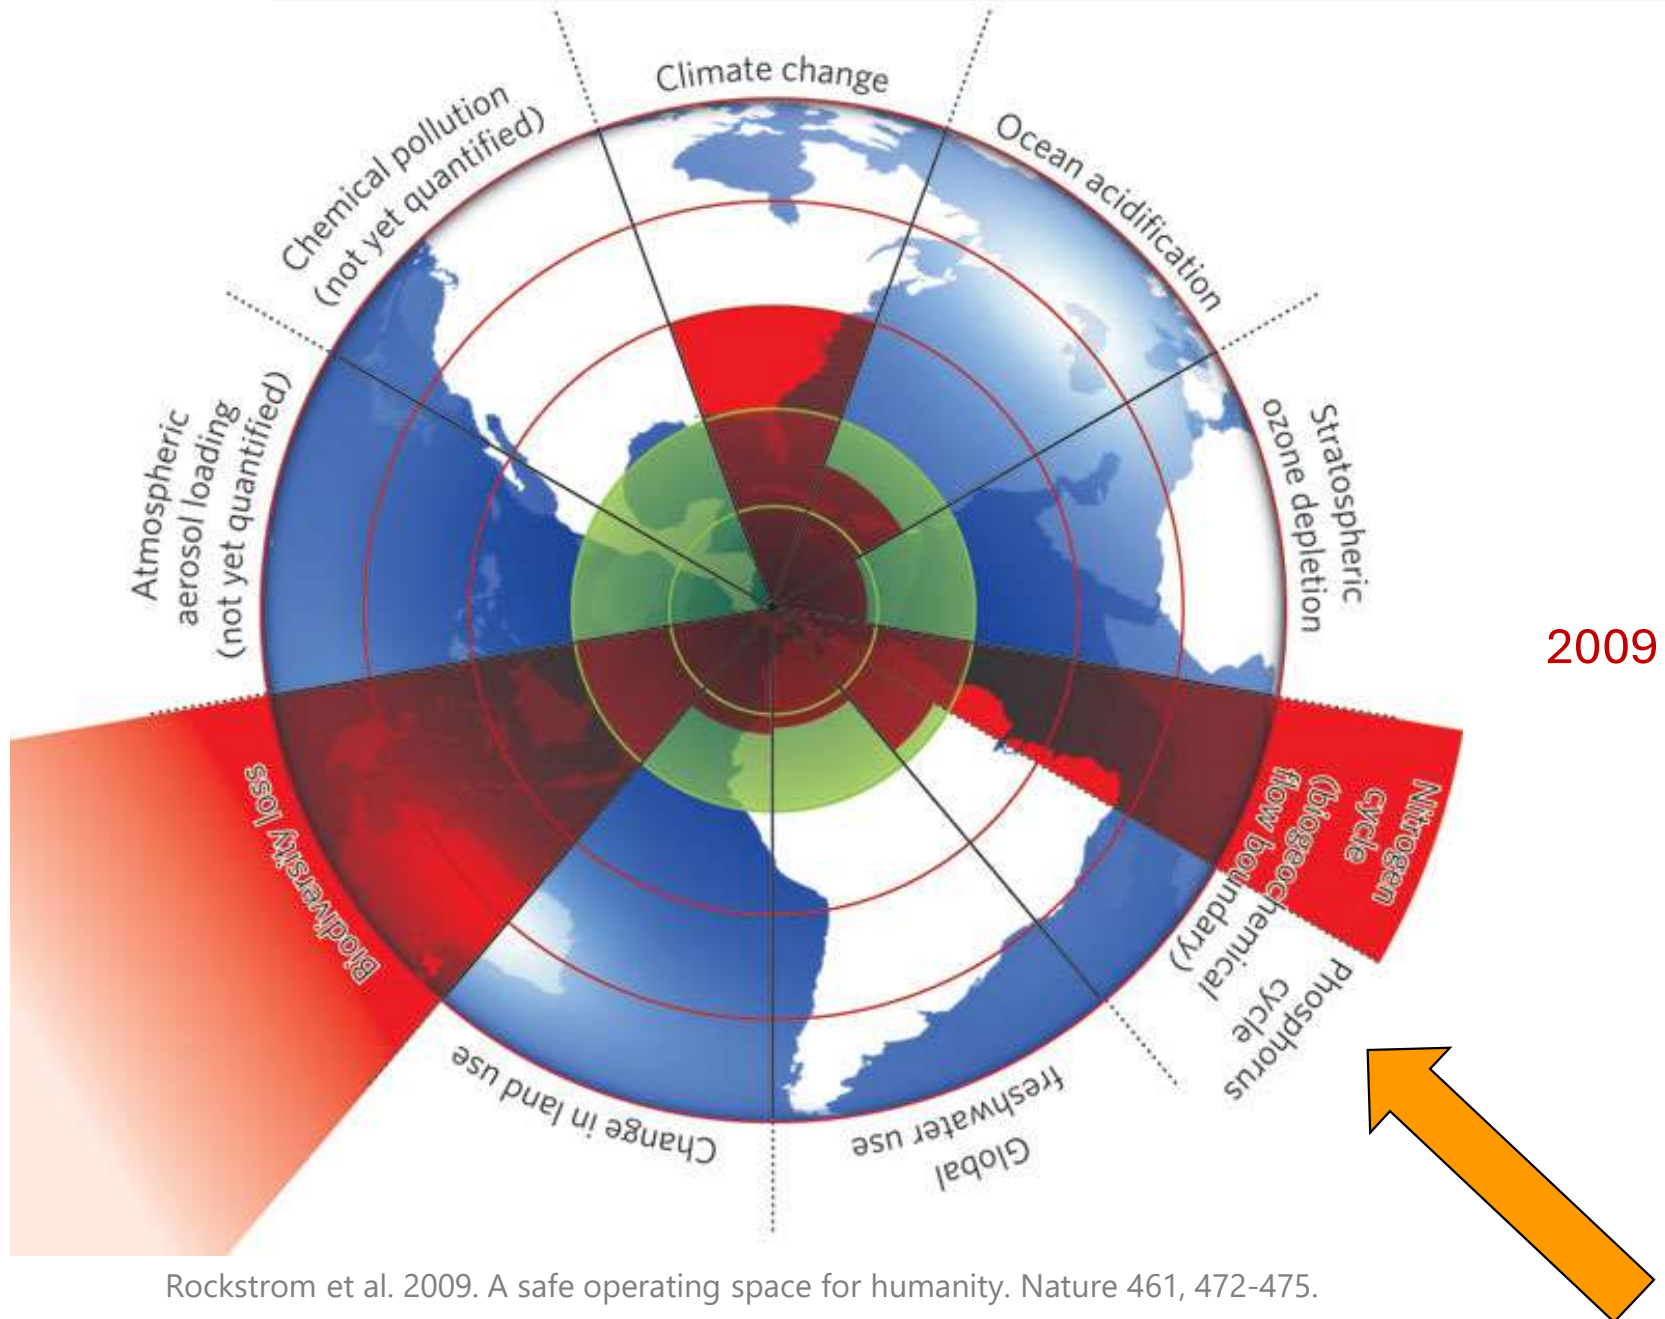 Climate change
Ocean acidification
Stratospheric
ozone depletion
2009
Nitrogen
cycle
(biogeochemical
flow boundary)
Phosphorus
cycle
Global
freshwater use
Change in land use
Biodiversity loss
Atmospheric
aerosol loading
(not yet quantified)
Chemical pollution
(not yet quantified)
Rockstrom et al. 2009. A safe operating space for humanity. Nature 461, 472-475.